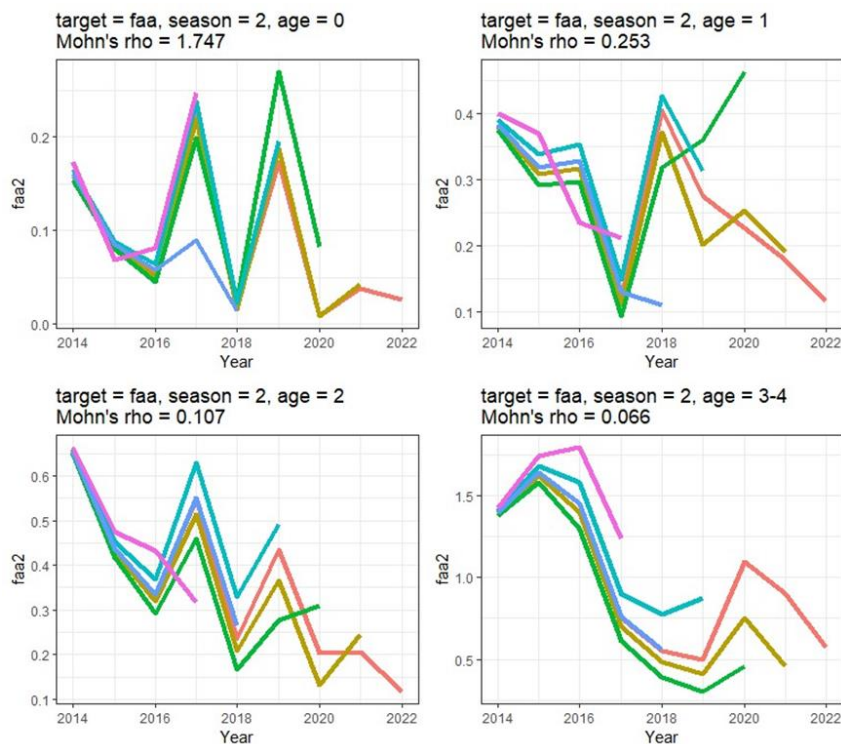 target = faa, season = 2, age = 0
Mohn's rho = 1.747
faa2
0.2
0.1
0.0
2014 2016 2018 2020 2022
Year
target = faa, season = 2, age = 1
Mohn's rho = 0.253
faa2
0.4
0.3
0.2
0.1
2014 2016 2018 2020 2022
Year
target = faa, season = 2, age = 2
Mohn's rho = 0.107
faa2
0.6
0.5
0.4
0.3
0.2
0.1
2014 2016 2018 2020 2022
Year
target = faa, season = 2, age = 3-4
Mohn's rho = 0.066
faa2
1.5
1.0
0.5
2014 2016 2018 2020 2022
Year